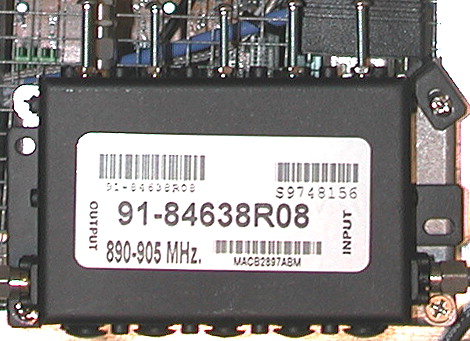 91-84638R08
S9748156
91-84638R08
OUTPUT
INPUT
890-905 MHz.
MACB2897ABM